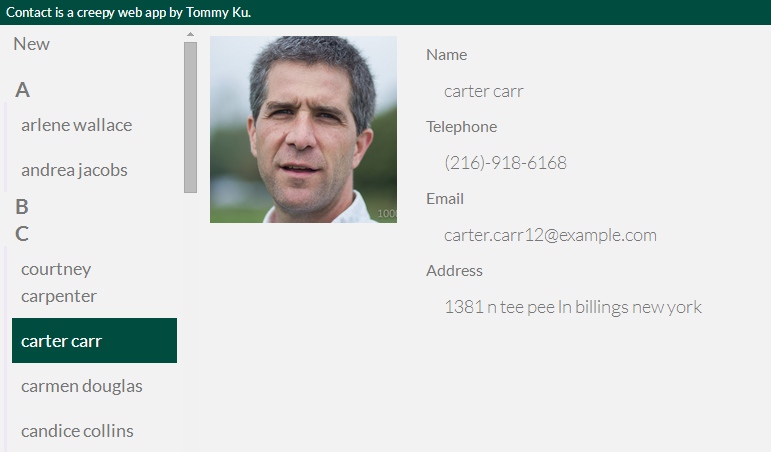 Contact is a creepy web app by Tommy Ku.
New
A
arlene wallace
andrea jacobs
B
C
courtney
carpenter
carter carr
carmen douglas
candice collins
Name
carter carr
Telephone
(216)-918-6168
Email
carter.carr12@example.com
Address
1381 n tee pee ln billings new york